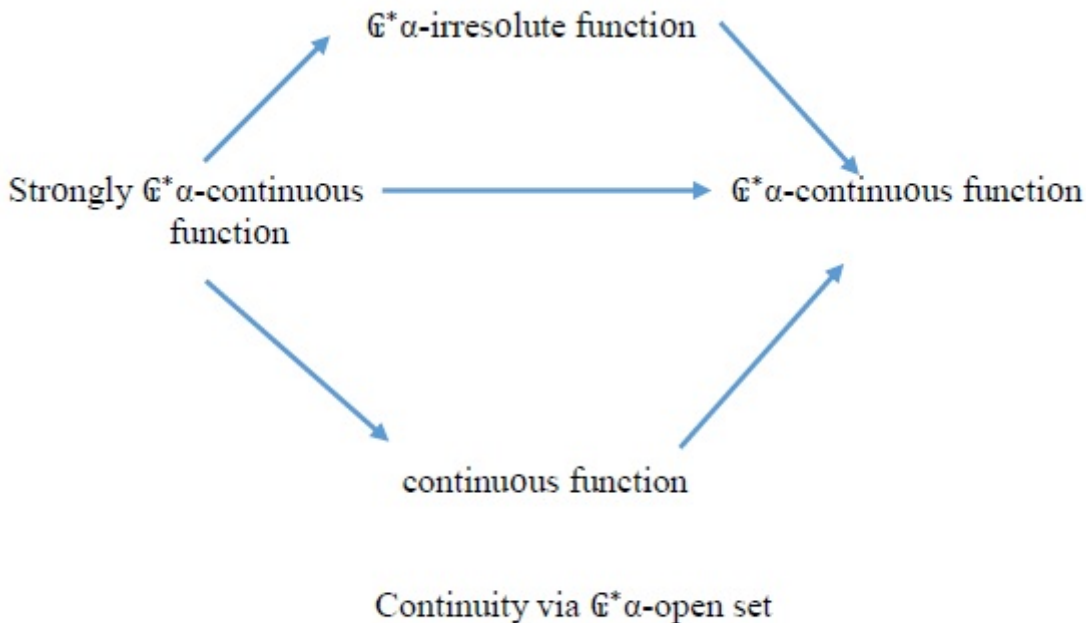 ₢*α-irresolute function
Strongly ₢*α-continuous
function
₢*α-continuous function
continuous function
Continuity via ₢*α-open set